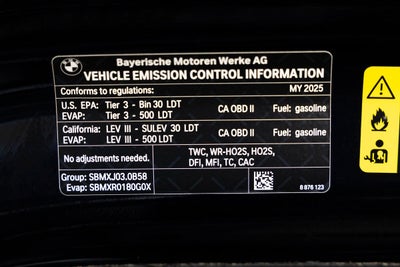 BMW
Bayerische Motoren Werke AG
VEHICLE EMISSION CONTROL INFORMATION
Conforms to regulations: MY 2025
U.S. EPA: Tier 3 - Bin 30 LDT CA OBD II Fuel: gasoline
EVAP: Tier 3 - 500 LDT
California: LEV III - SULEV 30 LDT CA OBD II Fuel: gasoline
EVAP: LEV III - 500 LDT
No adjustments needed. TWC, WR-HO2S, HO2S,
DFI, MFI, TC, CAC
Group: SBMXJ03.0B58
Evap: SBMXR0180G0X
8 876 123